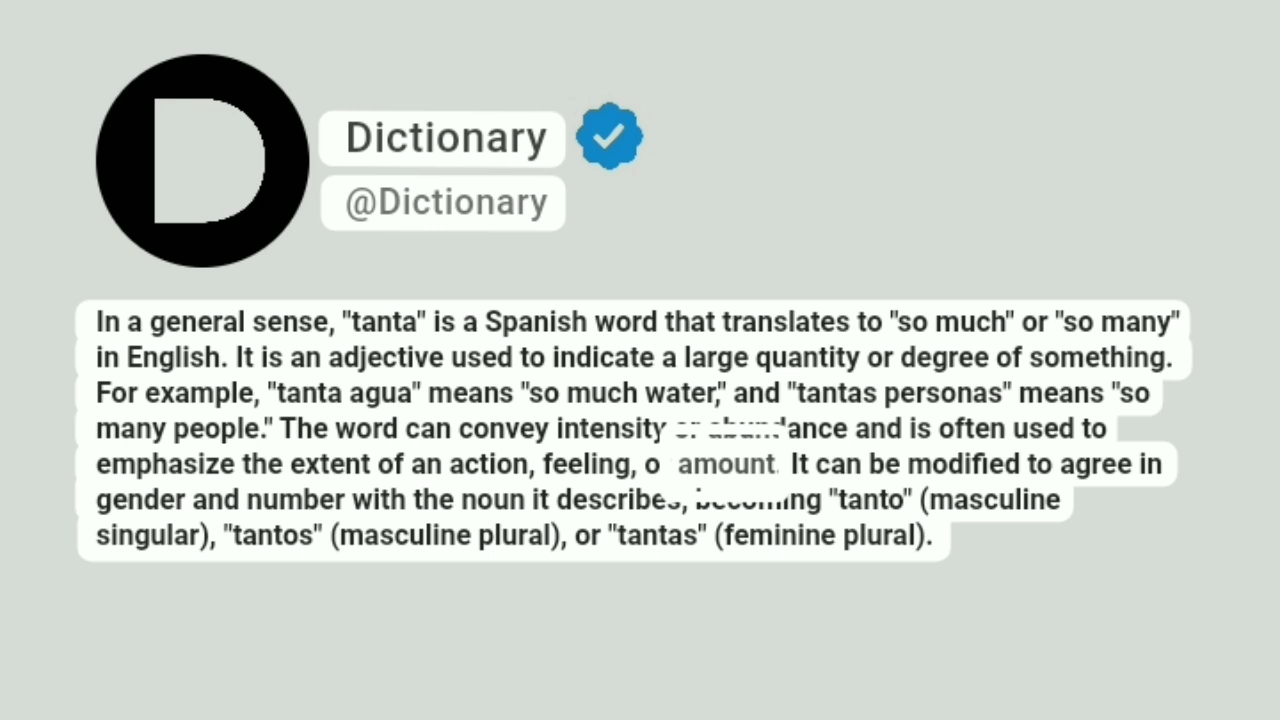 D
Dictionary
@Dictionary
In a general sense, "tanta" is a Spanish word that translates to "so much" or "so many"
in English. It is an adjective used to indicate a large quantity or degree of something.
For example, "tanta agua" means "so much water," and "tantas personas" means "so
many people." The word can convey intensity or abundance and is often used to
emphasize the extent of an action, feeling, o amount. It can be modified to agree in
gender and number with the noun it describes, becoming "tanto" (masculine
singular), "tantos" (masculine plural), or "tantas" (feminine plural).